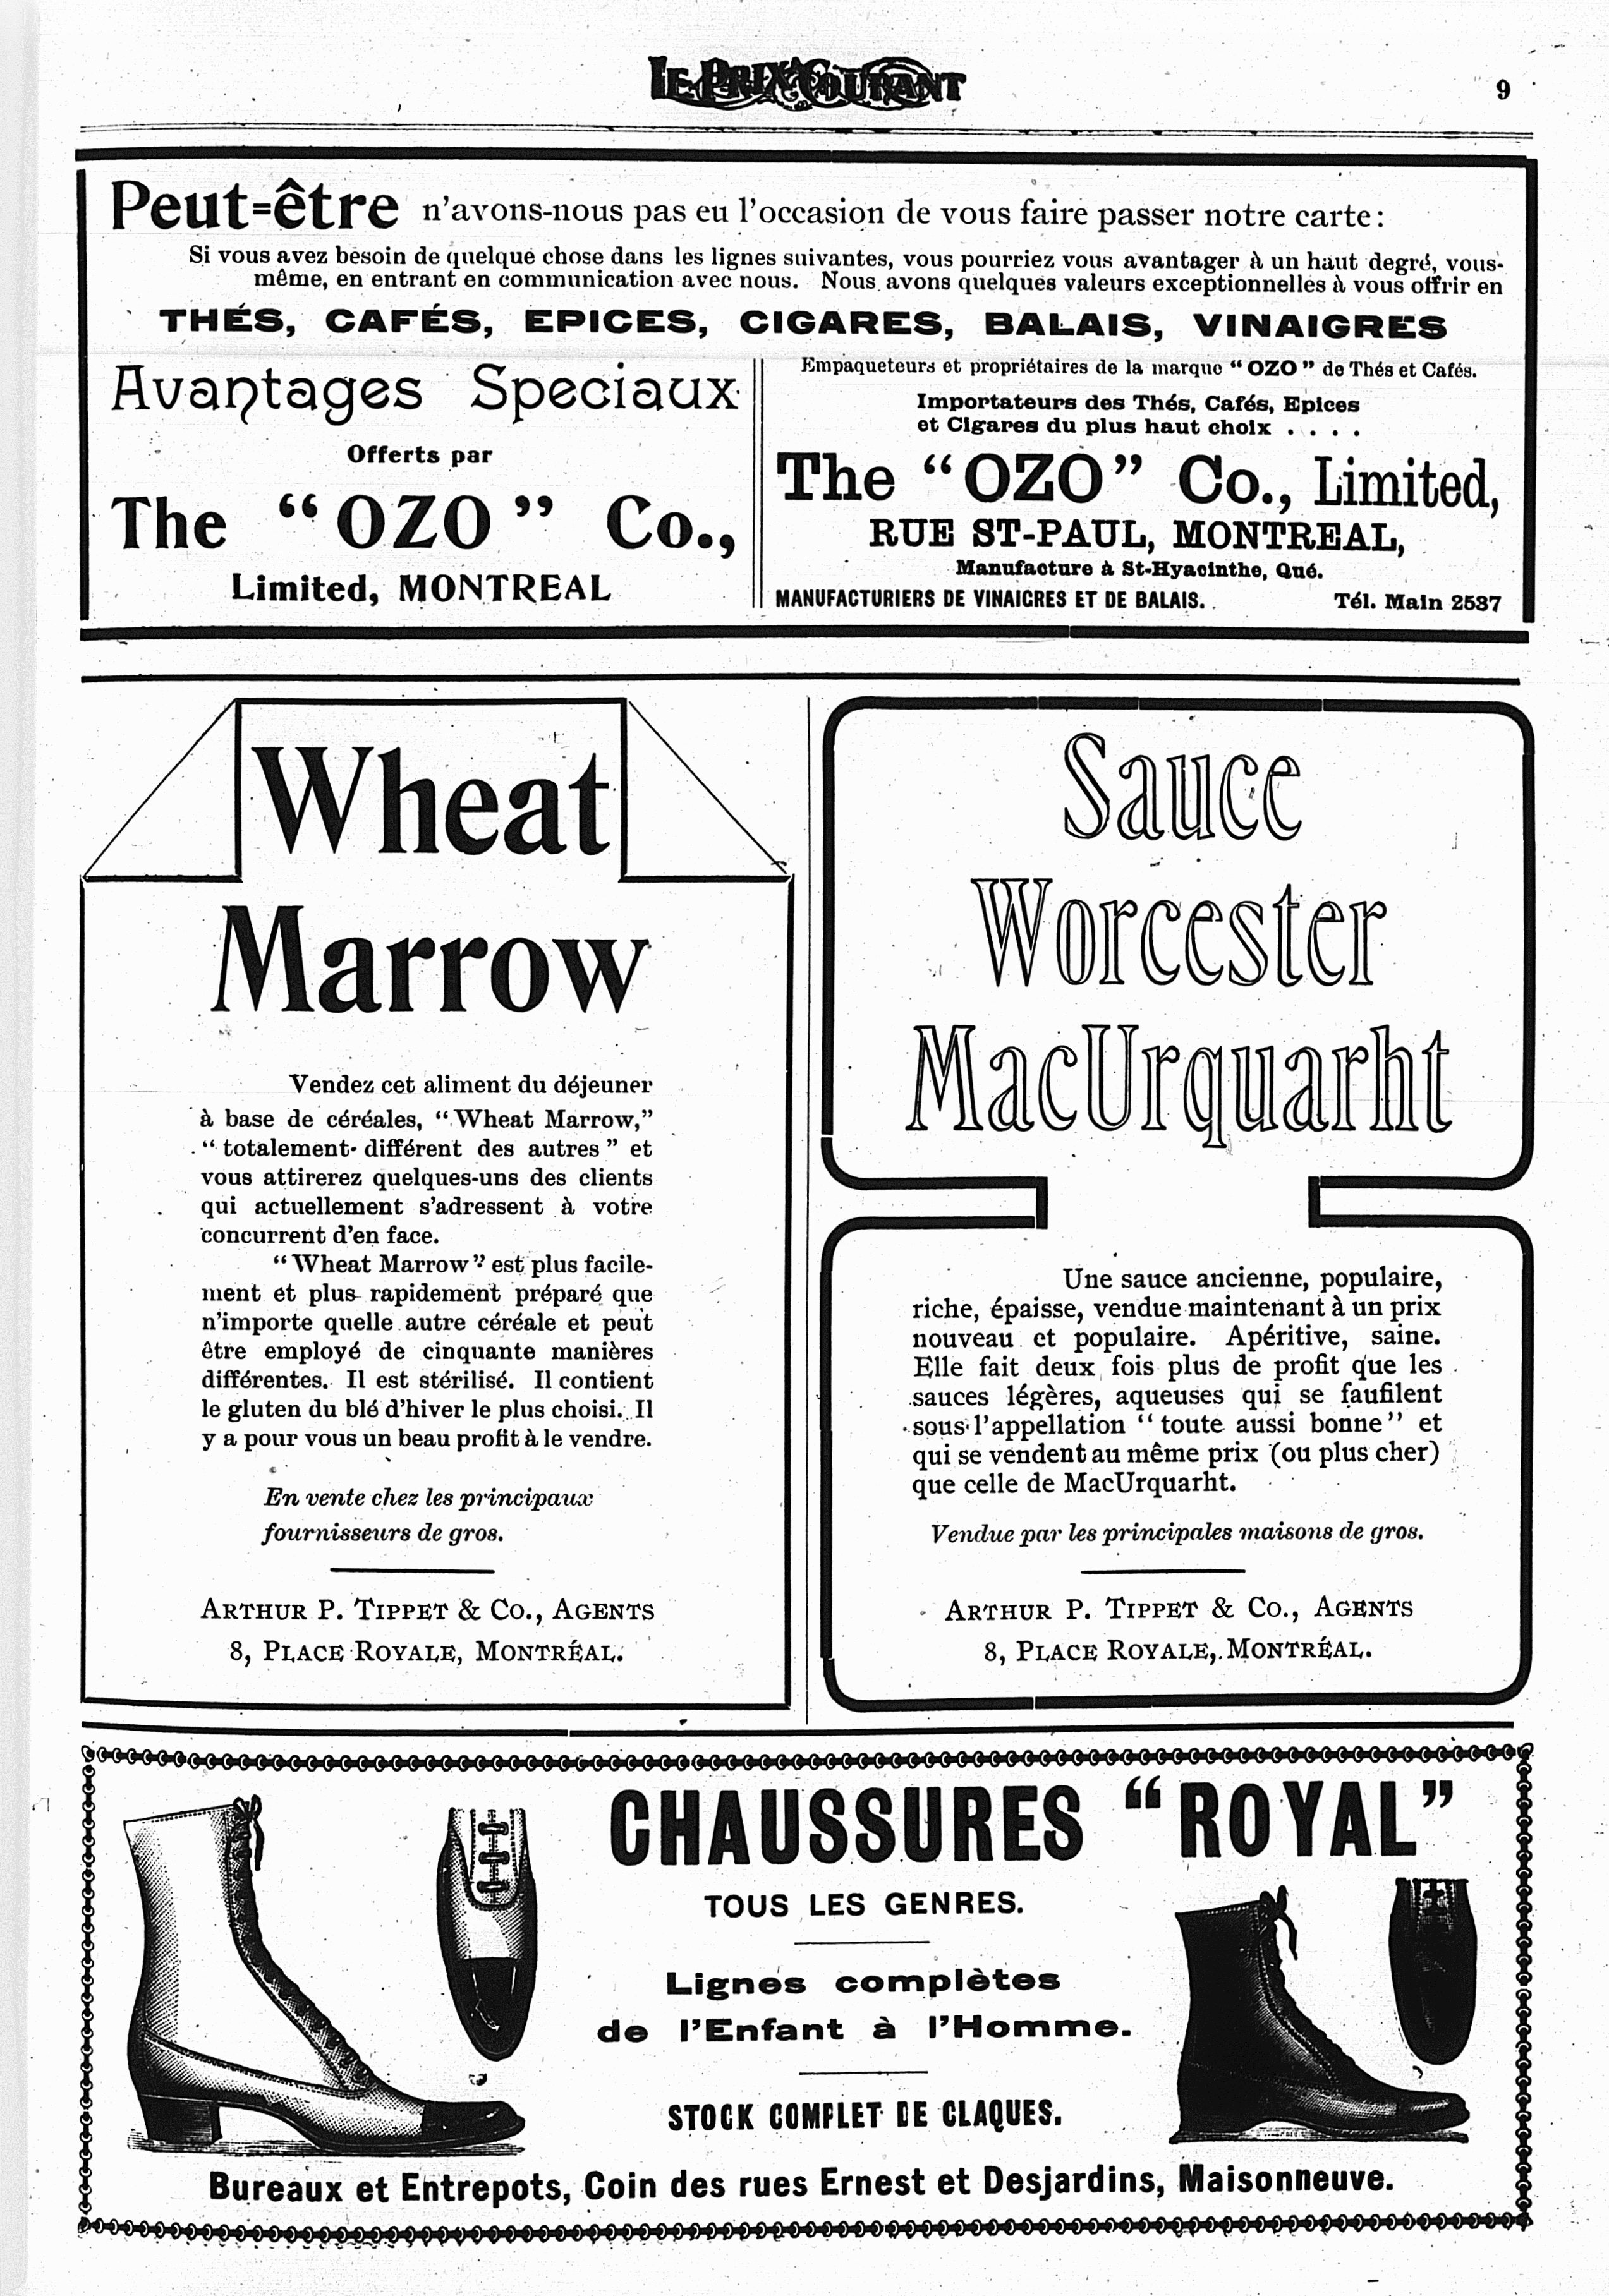 LE PRIX COURANT
9
Peut-être n'avons-nous pas eu l'occasion de vous faire passer notre carte:
Si vous avez besoin de quelque chose dans les lignes suivantes, vous pourriez vous avantager à un haut degré, vous-
même, en entrant en communication avec nous. Nous avons quelques valeurs exceptionnelles à vous offrir en
THÉS, CAFÉS, EPICES, CIGARES, BALAIS, VINAIGRES
Avantages Speciaux
Offerts par
The "OZO" Co.,
Limited, MONTREAL
Empaqueteurs et propriétaires de la marque "OZO" de Thés et Cafés.
Importateurs des Thés, Cafés, Epices
et Cigares du plus haut choix . . . .
The "OZO" Co., Limited,
RUE ST-PAUL, MONTREAL,
Manufacture à St-Hyacinthe, Qué.
MANUFACTURIERS DE VINAIGRES ET DE BALAIS. Tél. Main 2537
Wheat
Marrow
Vendez cet aliment du déjeuner
à base de céréales, "Wheat Marrow,"
"totalement différent des autres" et
vous attirerez quelques-uns des clients
qui actuellement s'adressent à votre
concurrent d'en face.
"Wheat Marrow" est plus facile-
ment et plus rapidement préparé que
n'importe quelle autre céréale et peut
être employé de cinquante manières
différentes. Il est stérilisé. Il contient
le gluten du blé d'hiver le plus choisi. Il
y a pour vous un beau profit à le vendre.
En vente chez les principaux
fournisseurs de gros.
ARTHUR P. TIPPET & CO., AGENTS
8, PLACE ROYALE, MONTRÉAL.
Sauce
Worcester
MacUrquarht
Une sauce ancienne, populaire,
riche, épaisse, vendue maintenant à un prix
nouveau et populaire. Apéritive, saine.
Elle fait deux fois plus de profit que les
sauces légères, aqueuses qui se faufilent
sous l'appellation "toute aussi bonne" et
qui se vendent au même prix (ou plus cher)
que celle de MacUrquarht.
Vendue par les principales maisons de gros.
ARTHUR P. TIPPET & CO., AGENTS
8, PLACE ROYALE, MONTRÉAL.
CHAUSSURES "ROYAL"
TOUS LES GENRES.
Lignes complètes
de l'Enfant à l'Homme.
STOCK COMPLET DE CLAQUES.
Bureaux et Entrepots, Coin des rues Ernest et Desjardins, Maisonneuve.